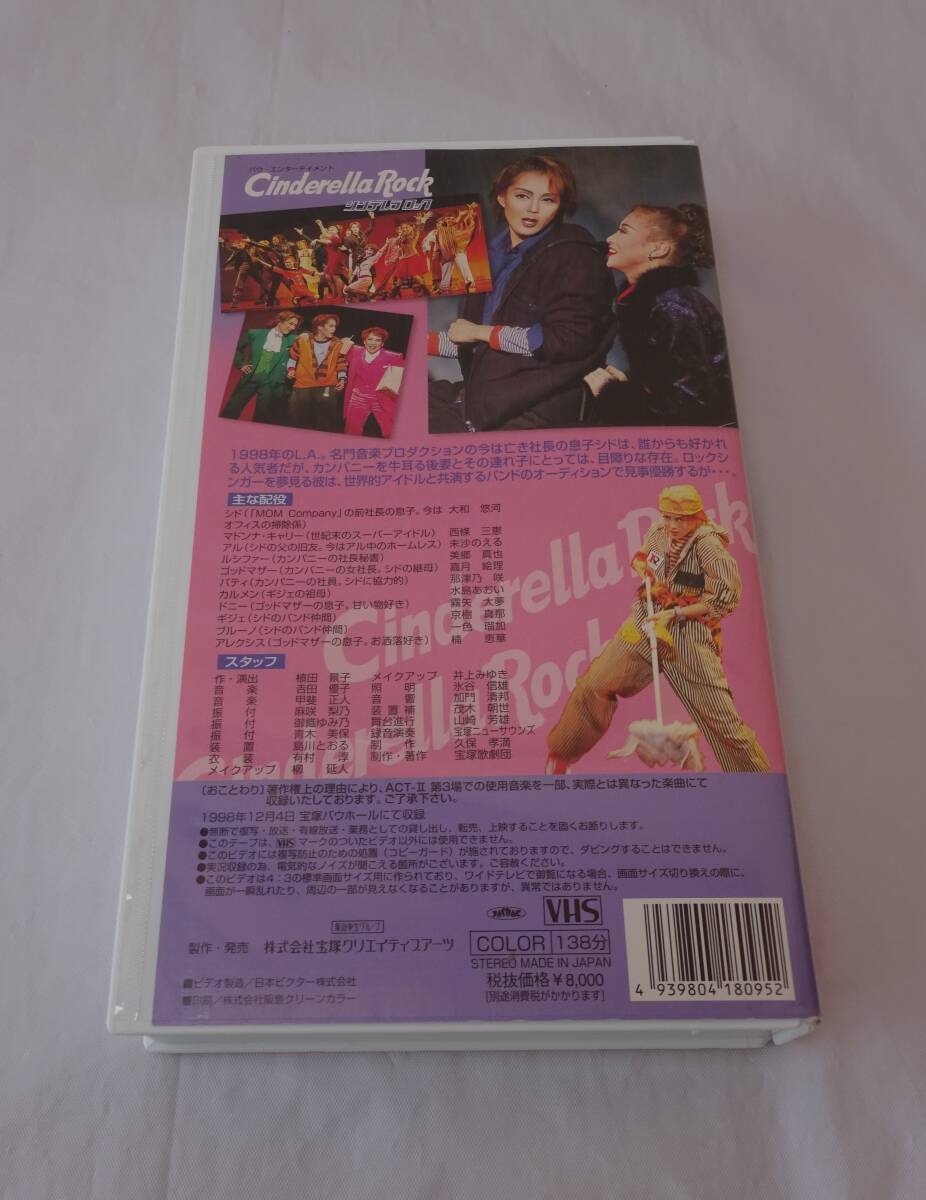 バウ・エンターテイメント
Cinderella Rock
シンデレラ ロック
1998年のL.A.。名門音楽プロダクションの今は亡き社長の息子シドは、誰からも好かれ
る人気者だが、カンパニーを牛耳る後妻とその連れ子にとっては、目障りな存在。ロックシ
ンガーを夢見る彼は、世界的アイドルと共演するバンドのオーディションで見事優勝するが・・・。
主な配役
シド(「MOM Company」の前社長の息子。今は 大和 悠河
オフィスの掃除係)
マドンナ・キャリー(世紀末のスーパーアイドル) 西條 三恵
アル(シドの父の旧友。今はアル中のホームレス) 未沙のえる
ルシファー(カンパニーの社長秘書) 美郷 真也
ゴッドマザー(カンパニーの女社長。シドの継母) 嘉月 絵理
パティ(カンパニーの社員。シドに協力的) 那津乃 咲
カルメン(ギジェの祖母) 水島あおい
ドニー(ゴッドマザーの息子。甘い物好き) 霧矢 大夢
ギジェ(シドのバンド仲間) 京樹 真那
ブルーノ(シドのバンド仲間) 一色 瑠加
アレクシス(ゴッドマザーの息子。お洒落好き) 楠 恵華
Cinderella Rock
Cinderella Rock
スタッフ
作・演出 植田 景子 メイクアップ 井上みゆき
音楽 吉田 優子 照明 氷谷 信雄
音楽 甲斐 正人 音響 加門 清邦
振付 麻咲 梨乃 装置補 茂木 朝世
振付 御織ゆみ乃 舞台進行 山崎 芳雄
振付 青木 美保 録音演奏 宝塚ニューサウンズ
装置 島川とおる 制作 久保 孝満
衣装 有村 淳 制作・著作 宝塚歌劇団
メイクアップ 柳 延人
〔おことわり〕著作権上の理由により、ACT-Ⅱ 第3場での使用音楽を一部、実際とは異なった楽曲にて
収録いたしております。ご了承下さい。
1998年12月4日 宝塚バウホールにて収録
●無断で複写・放送・有線放送・業務としての貸し出し、転売、上映することを固くお断りします。
●このテープは、VHSマークのついたビデオ以外には使用できません。
●このビデオには複写防止のための処置(コピーガード)が施されておりますので、ダビングすることはできません。
●実況収録の為、電気的なノイズが聞こえる箇所がございます。ご容赦ください。
●このビデオは4:3の標準画面サイズ用に作られており、ワイドテレビで御覧になる場合、画面サイズ切り換えの際に、
画面が一瞬乱れたり、周辺の一部が見えなくなることがありますが、異常ではありません。
阪急東宝グループ
製作・発売 株式会社宝塚クリエイティブアーツ
■ビデオ製造/日本ビクター株式会社
■印刷/株式会社阪急クリーンカラー
VHS
COLOR 138分
STEREO MADE IN JAPAN
税抜価格¥8,000
[別途消費税がかかります]
4 939804 180952